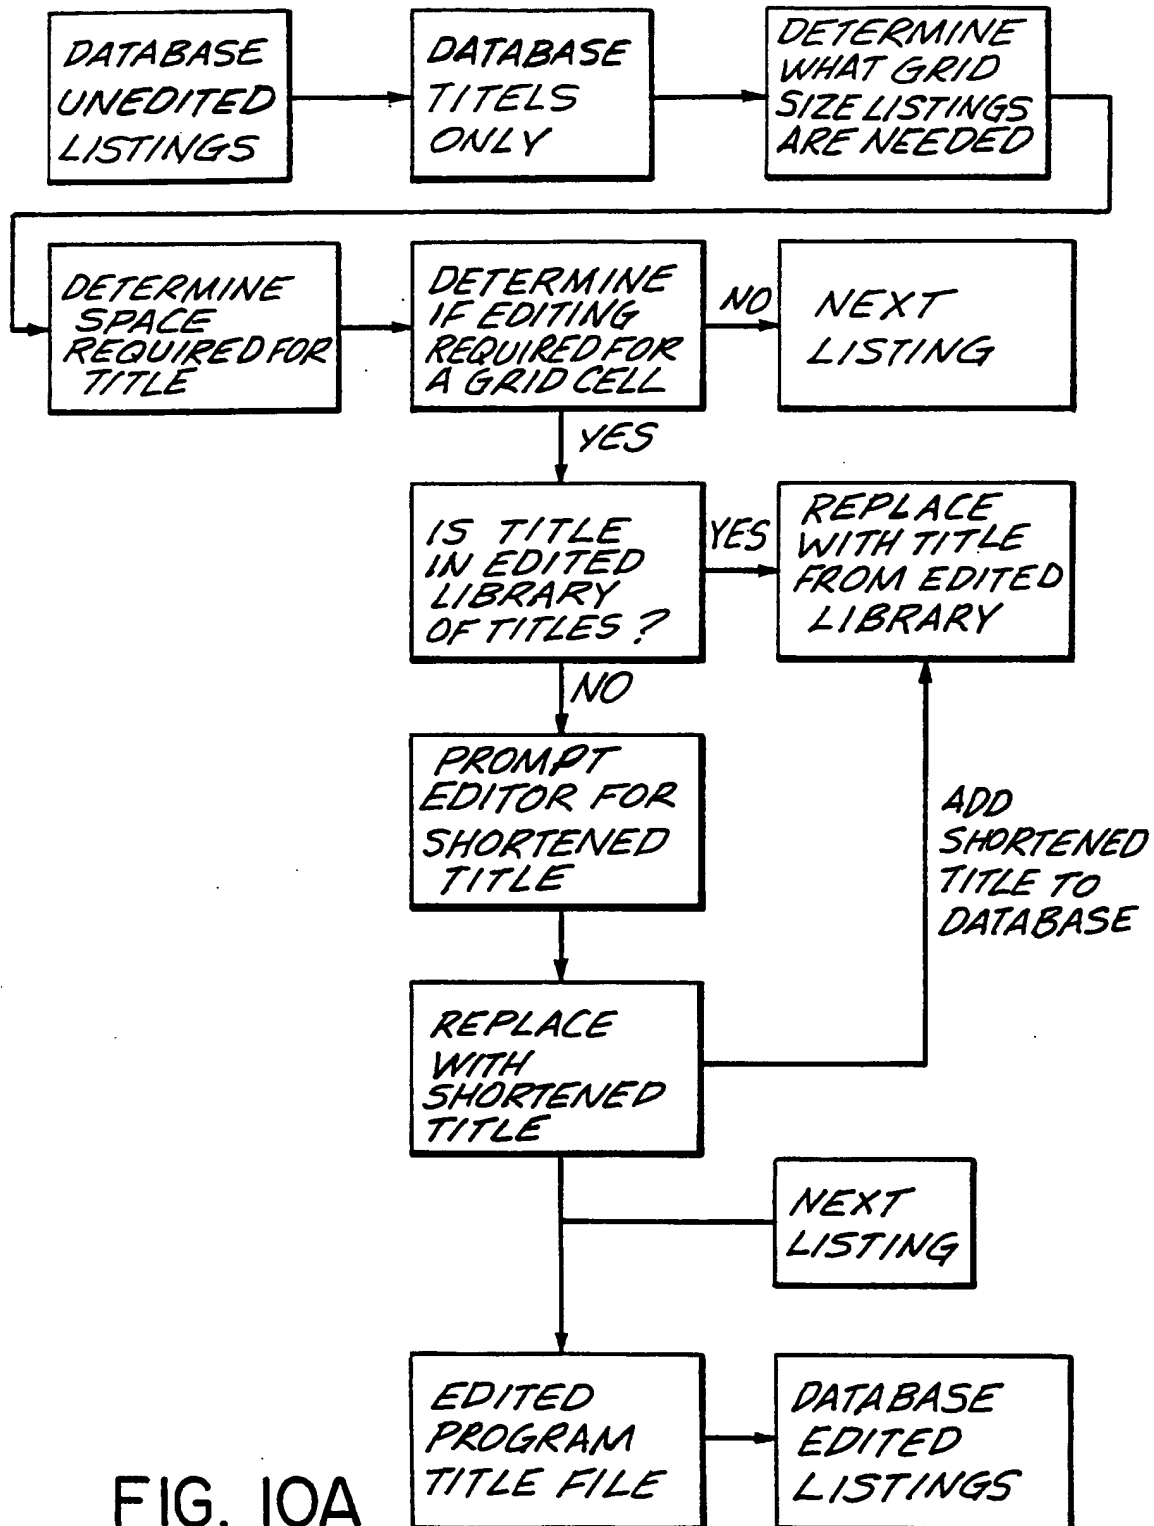 DATABASE
UNEDITED
LISTINGS
DATABASE
TITELS
ONLY
DETERMINE
WHAT GRID
SIZE LISTINGS
ARE NEEDED
DETERMINE
SPACE
REQUIRED FOR
TITLE
DETERMINE
IF EDITING
REQUIRED FOR
A GRID CELL
NO
NEXT
LISTING
YES
IS TITLE
IN EDITED
LIBRARY
OF TITLES?
YES
REPLACE
WITH TITLE
FROM EDITED
LIBRARY
NO
PROMPT
EDITOR FOR
SHORTENED
TITLE
ADD
SHORTENED
TITLE TO
DATABASE
REPLACE
WITH
SHORTENED
TITLE
NEXT
LISTING
EDITED
PROGRAM
TITLE FILE
DATABASE
EDITED
LISTINGS
FIG. 10A